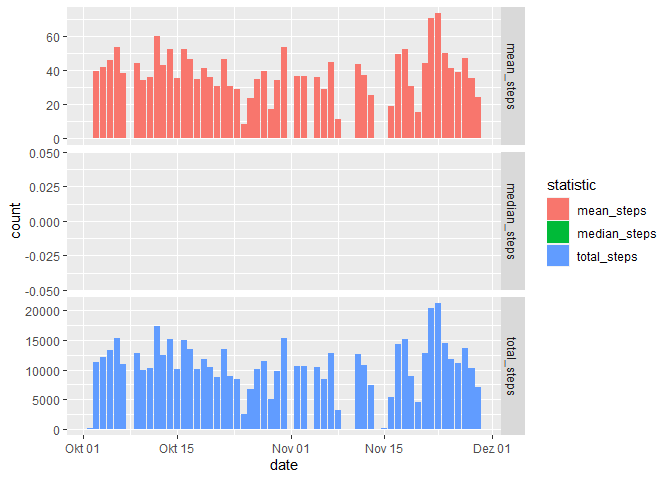 60
40
20
0
mean_steps
0.050
0.025
0.000
-0.025
-0.050
median_steps
20000
15000
10000
5000
0
total_steps
Okt 01
Okt 15
Nov 01
Nov 15
Dez 01
date
count
statistic
mean_steps
median_steps
total_steps